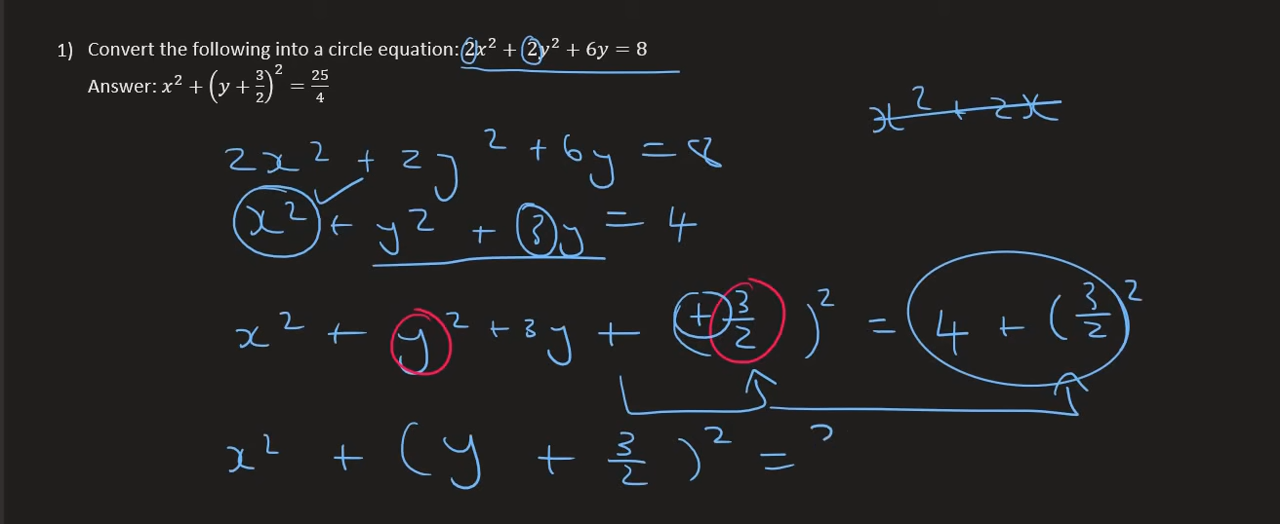 1) Convert the following into a circle equation: 2x² + 2y² + 6y = 8
Answer: x² + (y + 3/2)² = 25/4
x² + 2x
2x² + 2y² + 6y = 8
x² + y² + 3y = 4
x² + y² + 3y + (+3/2)² = 4 + (3/2)²
x² + (y + 3/2)² =